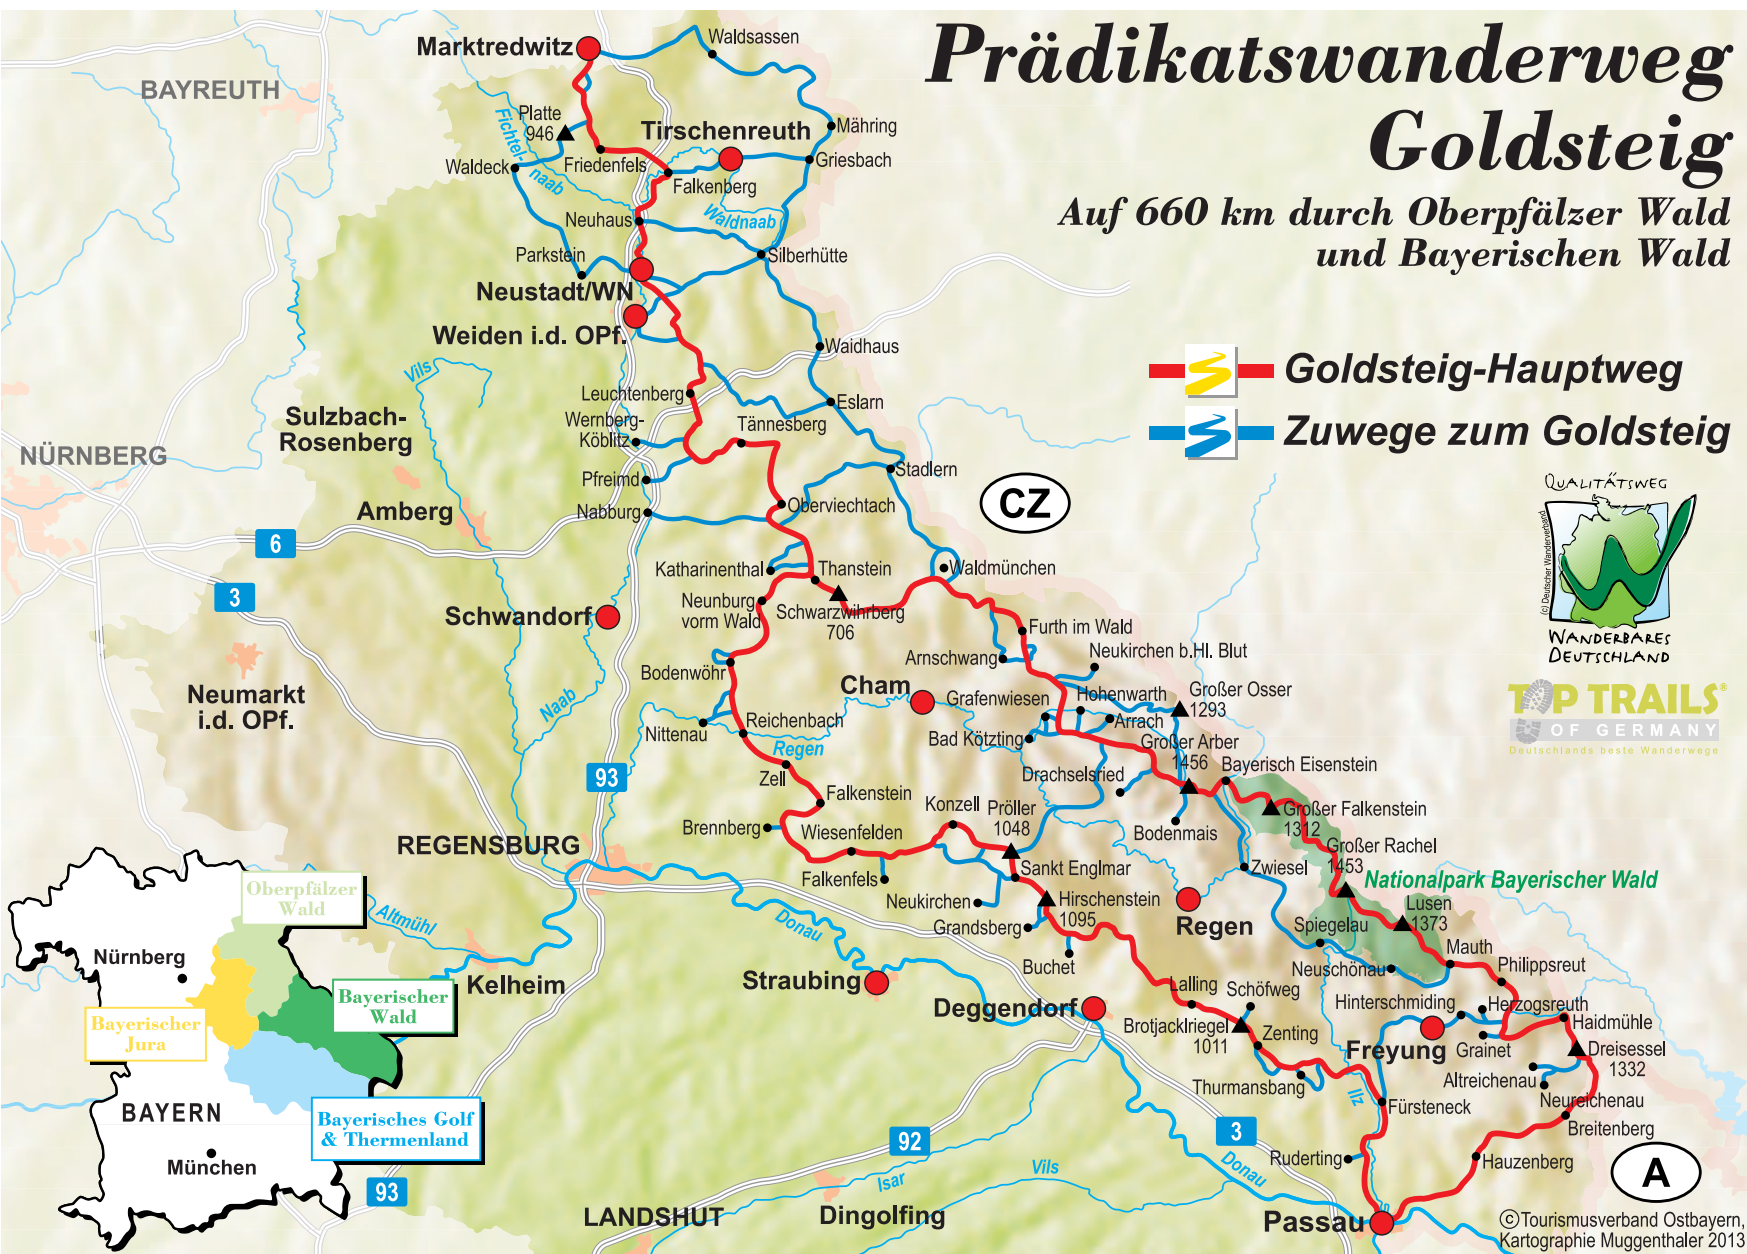 Prädikatswanderweg
Goldsteig
Auf 660 km durch Oberpfälzer Wald
und Bayerischen Wald
Goldsteig-Hauptweg
Zuwege zum Goldsteig
QUALITÄTSWEG
(c) Deutscher Wanderverband
WANDERBARES
DEUTSCHLAND
TOP TRAILS®
OF GERMANY
Deutschlands beste Wanderwege
CZ
A
BAYREUTH
Marktredwitz
Waldsassen
Platte
946
Fichtel-
naab
Tirschenreuth
Mähring
Waldeck
Friedenfels
Griesbach
Falkenberg
Neuhaus
Waldnaab
Parkstein
Silberhütte
Neustadt/WN
Weiden i.d. OPf.
Waidhaus
Vils
Leuchtenberg
Eslarn
Sulzbach-
Rosenberg
Wernberg-
Köblitz
Tännesberg
NÜRNBERG
Stadlern
Pfreimd
Amberg
Nabburg
Oberviechtach
6
3
Katharinenthal
Thanstein
Waldmünchen
Neunburg
vorm Wald
Schwarzwihrberg
706
Schwandorf
Furth im Wald
Arnschwang
Neukirchen b.Hl. Blut
Bodenwöhr
Cham
Grafenwiesen
Hohenwarth
Großer Osser
1293
Neumarkt
i.d. OPf.
Naab
Nittenau
Reichenbach
Regen
Bad Kötzting
Arrach
Großer Arber
1456
Zell
93
Drachselsried
Bayerisch Eisenstein
Falkenstein
Konzell
Pröller
1048
Großer Falkenstein
1312
Brennberg
Wiesenfelden
Bodenmais
REGENSBURG
Großer Rachel
1453
Falkenfels
Sankt Englmar
Zwiesel
Nationalpark Bayerischer Wald
Neukirchen
Hirschenstein
1095
Lusen
1373
Grandsberg
Regen
Spiegelau
Altmühl
Donau
Buchet
Mauth
Neuschönau
Philippsreut
Kelheim
Straubing
Lalling
Schöfweg
Hinterschmiding
Herzogsreuth
Deggendorf
Brotjacklriegel
1011
Zenting
Freyung
Grainet
Haidmühle
Dreisessel
1332
Thurmansbang
Altreichenau
Ilz
Fürsteneck
Neureichenau
Breitenberg
92
3
Ruderting
Hauzenberg
Donau
Isar
Vils
93
LANDSHUT
Dingolfing
Passau
Oberpfälzer
Wald
Nürnberg
Bayerischer
Wald
Bayerischer
Jura
BAYERN
Bayerisches Golf
& Thermenland
München
©Tourismusverband Ostbayern,
Kartographie Muggenthaler 2013